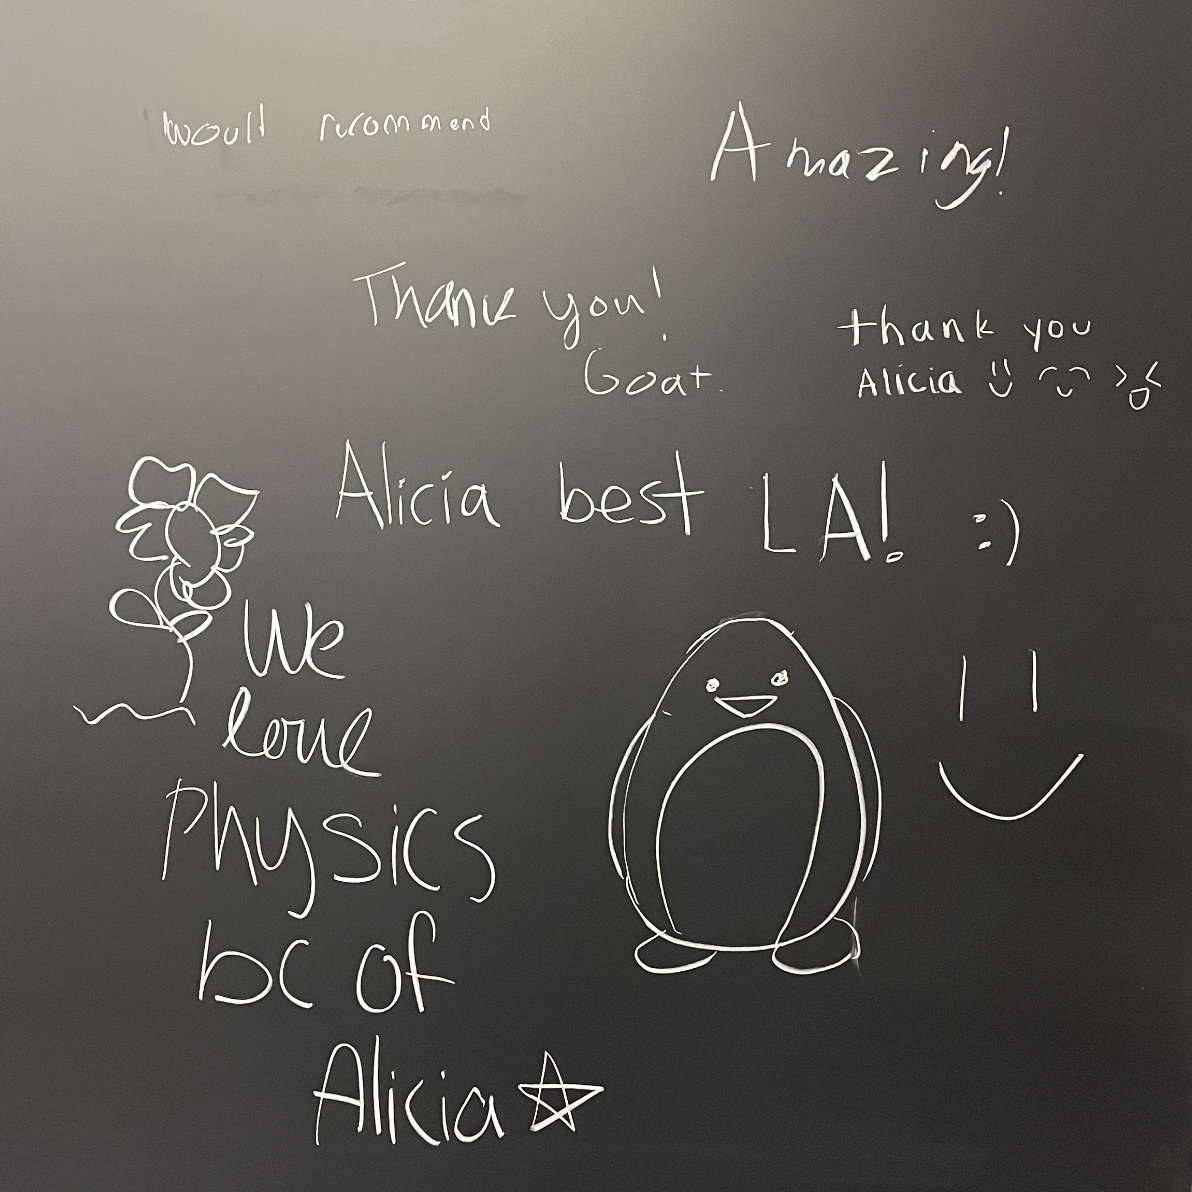 would recommend
Amazing!
Thank you!
Goat.
thank you
Alicia
Alicia best LA! :)
We
love
Physics
bc of
Alicia